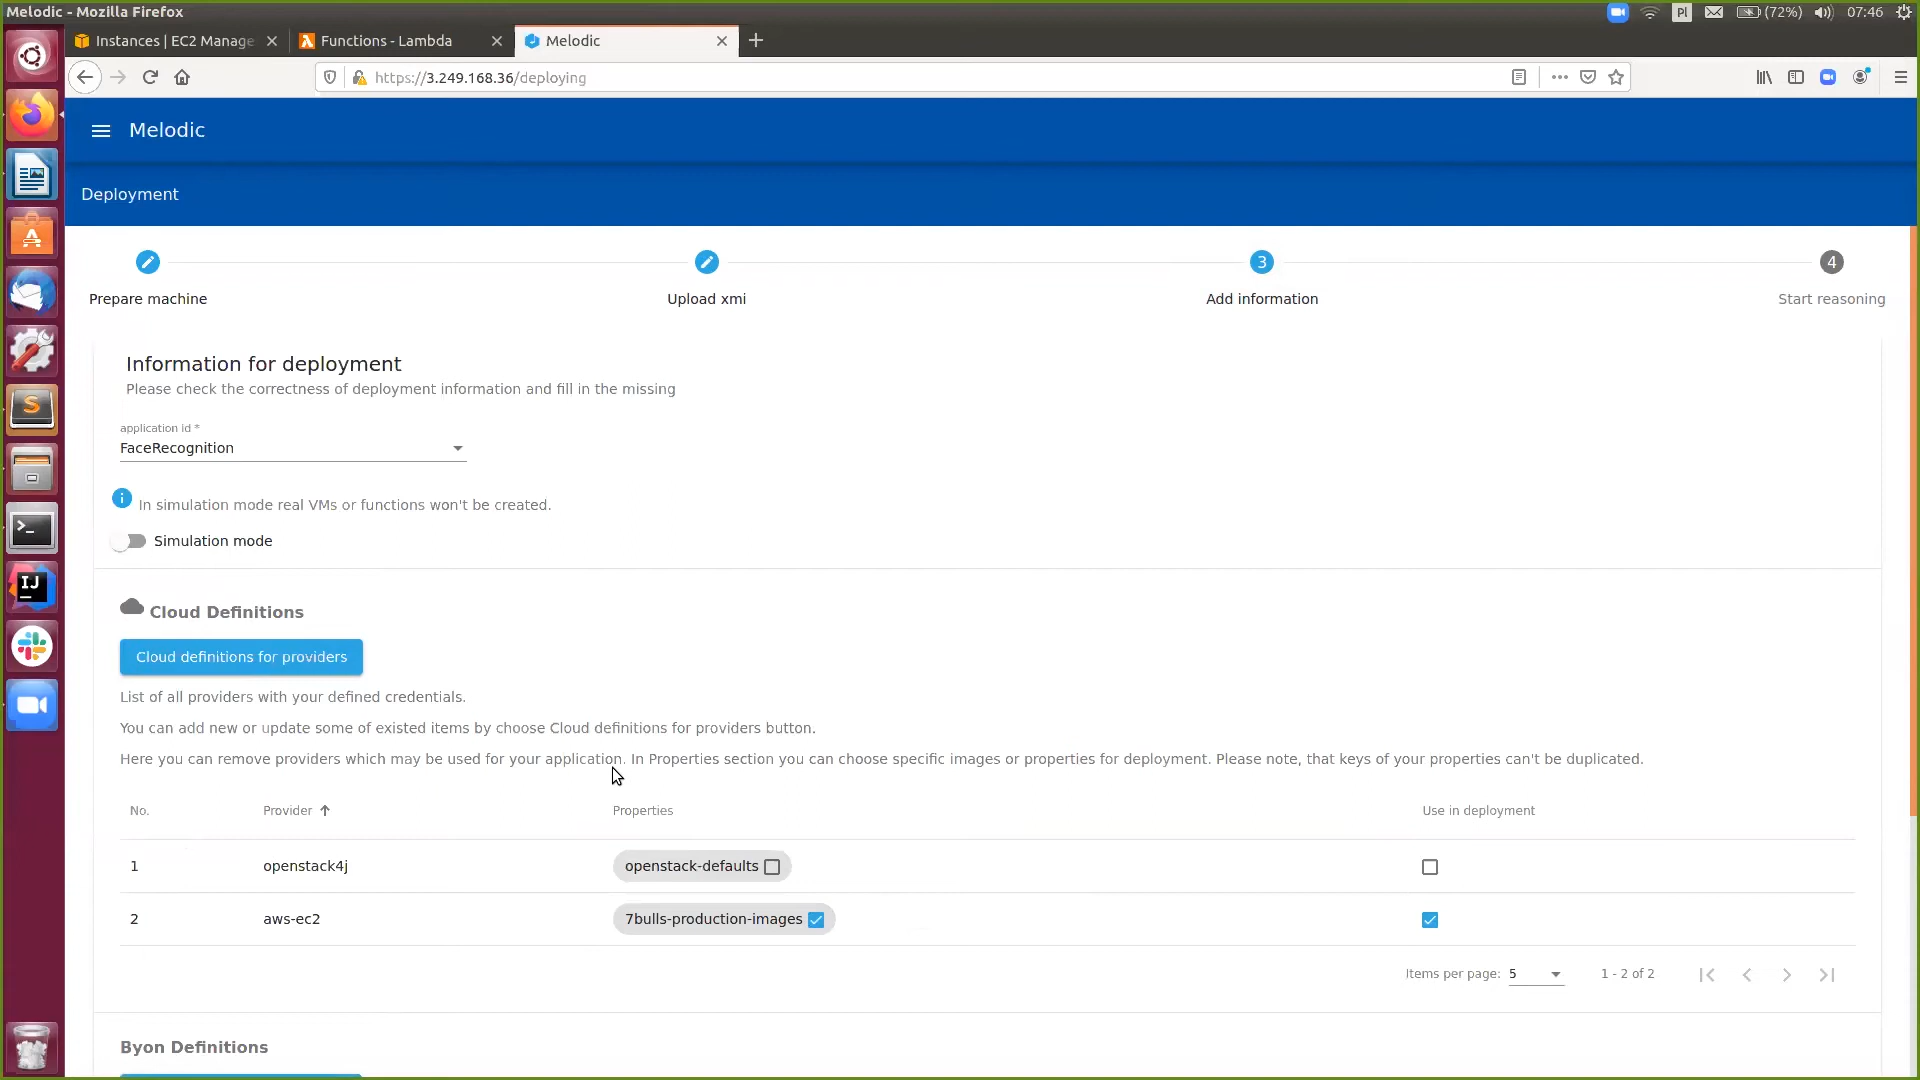 Melodic - Mozilla Firefox
Pl
(72%)
07:46
Instances | EC2 Manage
Functions - Lambda
Melodic
https://3.249.168.36/deploying
Melodic
Deployment
3
4
Prepare machine
Upload xmi
Add information
Start reasoning
Information for deployment
Please check the correctness of deployment information and fill in the missing
application id *
FaceRecognition
In simulation mode real VMs or functions won't be created.
Simulation mode
Cloud Definitions
Cloud definitions for providers
List of all providers with your defined credentials.
You can add new or update some of existed items by choose Cloud definitions for providers button.
Here you can remove providers which may be used for your application. In Properties section you can choose specific images or properties for deployment. Please note, that keys of your properties can't be duplicated.
No.
Provider
Properties
Use in deployment
1
openstack4j
openstack-defaults
2
aws-ec2
7bulls-production-images
Items per page:
5
1 - 2 of 2
Byon Definitions